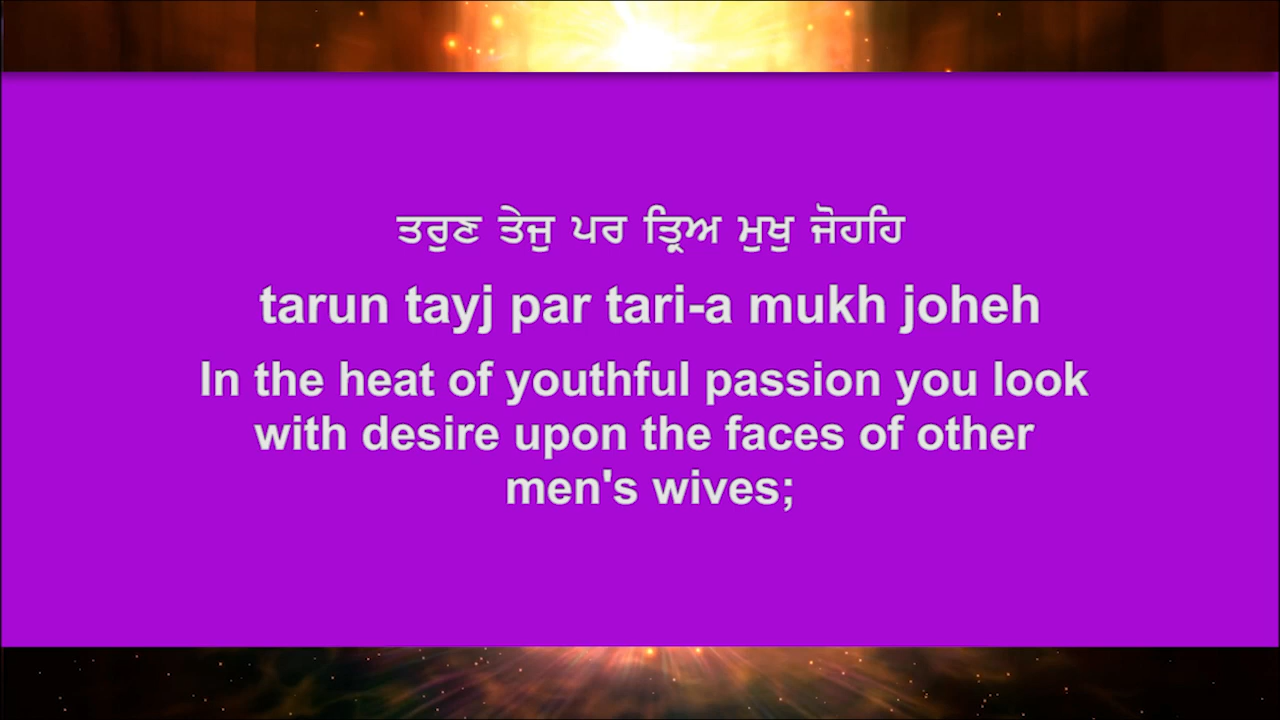 ਤਰੁਣ ਤੇਜੁ ਪਰ ਤ੍ਰਿਅ ਮੁਖੁ ਜੋਹਹਿ
tarun tayj par tari-a mukh joheh
In the heat of youthful passion you look
with desire upon the faces of other
men's wives;